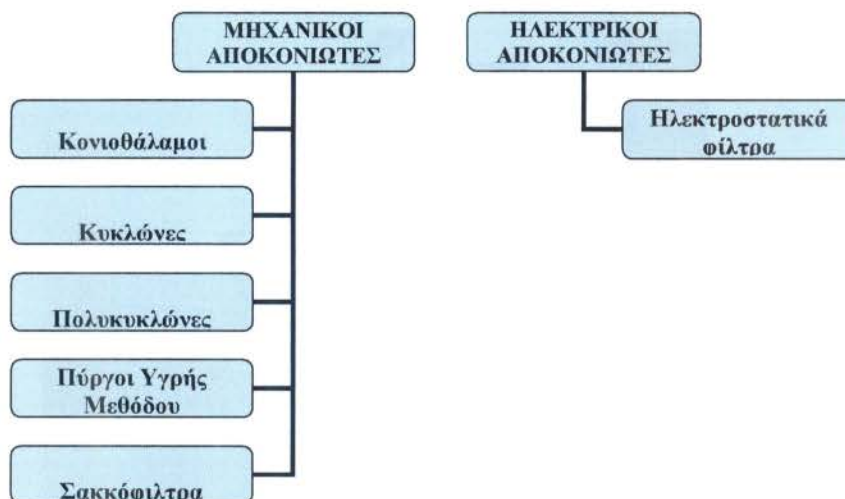 ΜΗΧΑΝΙΚΟΙ
ΑΠΟΚΟΝΙΩΤΕΣ
Κονιοθάλαμοι
Κυκλώνες
Πολυκυκλώνες
Πύργοι Υγρής
Μεθόδου
Σακκόφιλτρα
ΗΛΕΚΤΡΙΚΟΙ
ΑΠΟΚΟΝΙΩΤΕΣ
Ηλεκτροστατικά
φίλτρα